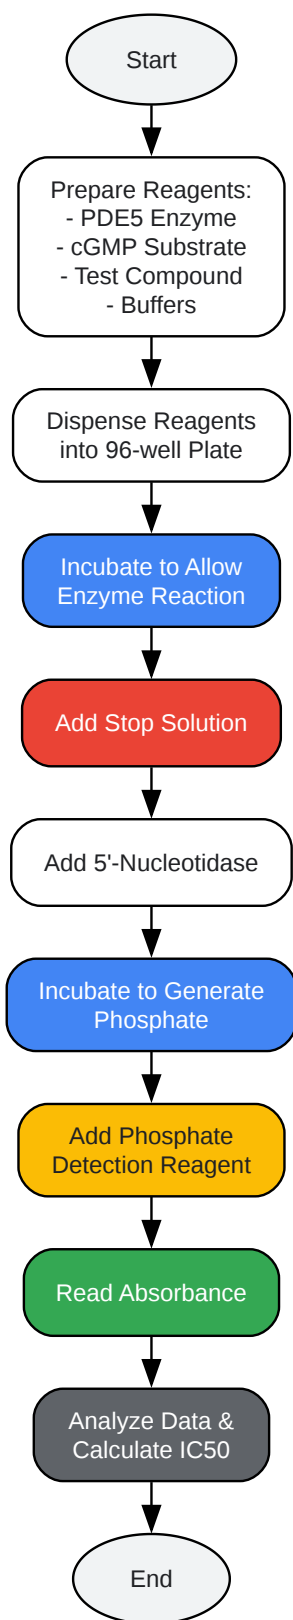 Start
Prepare Reagents:
- PDE5 Enzyme
- cGMP Substrate
- Test Compound
- Buffers
Dispense Reagents
into 96-well Plate
Incubate to Allow
Enzyme Reaction
Add Stop Solution
Add 5'-Nucleotidase
Incubate to Generate
Phosphate
Add Phosphate
Detection Reagent
Read Absorbance
Analyze Data &
Calculate IC50
End